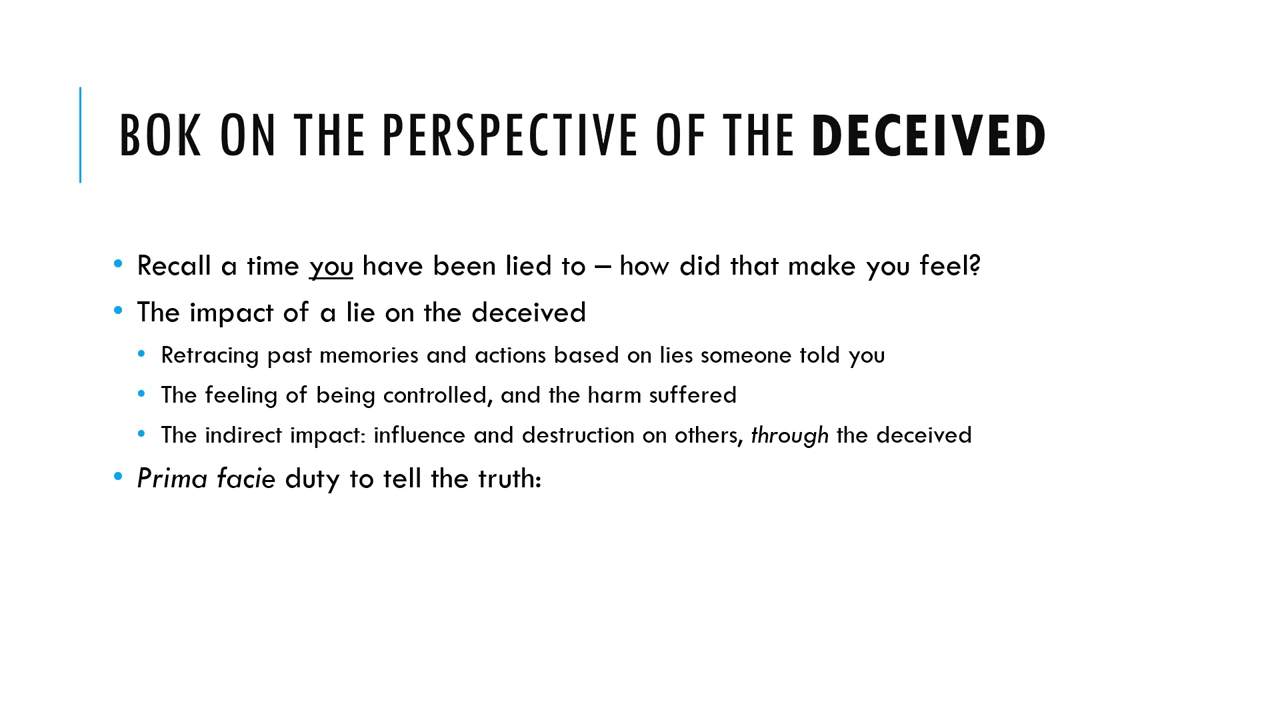 BOK ON THE PERSPECTIVE OF THE DECEIVED
• Recall a time you have been lied to – how did that make you feel?
• The impact of a lie on the deceived
• Retracing past memories and actions based on lies someone told you
• The feeling of being controlled, and the harm suffered
• The indirect impact: influence and destruction on others, through the deceived
• Prima facie duty to tell the truth: